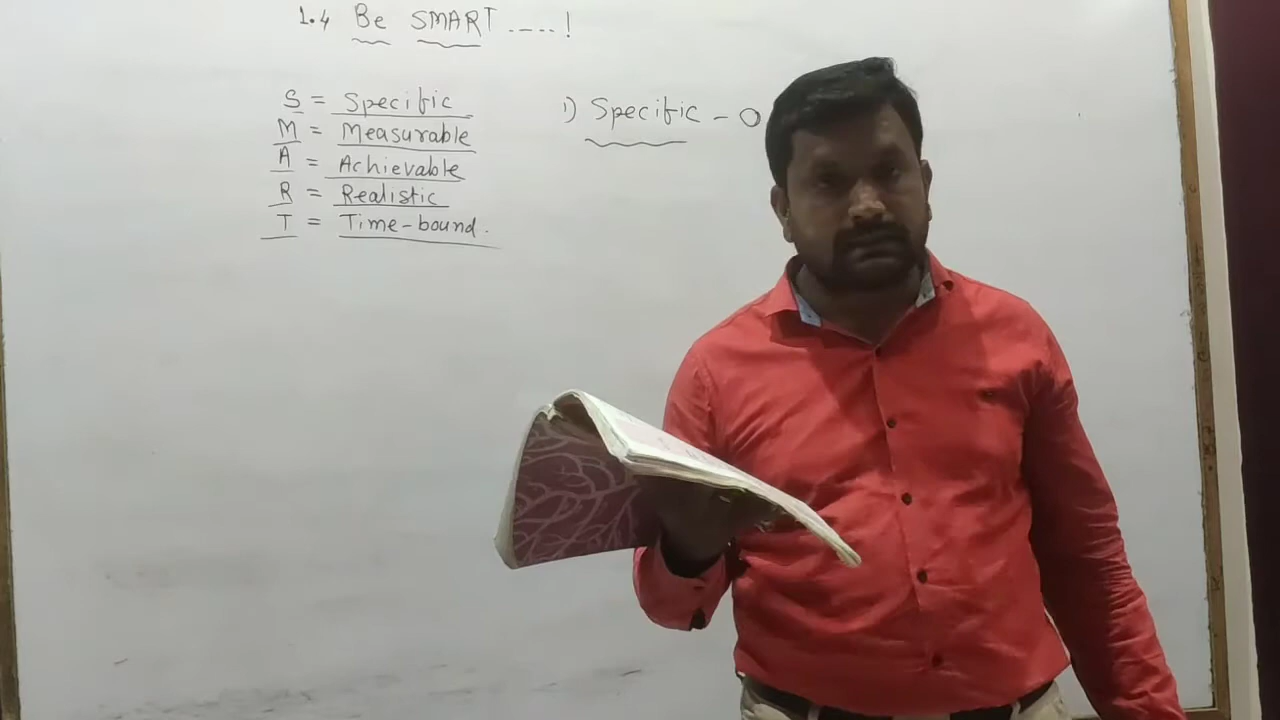 1.4 Be SMART ....!
S = Specific
M = Measurable
A = Achievable
R = Realistic
T = Time-bound.
1) Specific - O